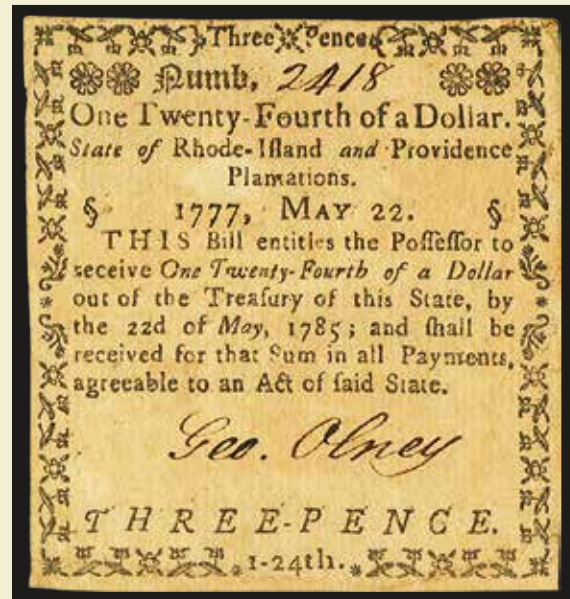 Three Pence
Numb, 2418
One Twenty-Fourth of a Dollar.
State of Rhode-Iſland and Providence
Plantations.
§ 1777, MAY 22. §
THIS Bill entitles the Poſſeſſor to
receive One Twenty-Fourth of a Dollar
out of the Treaſury of this State, by
the 22d of May, 1785; and ſhall be
received for that Sum in all Payments,
agreeable to an Act of ſaid State.
Geo. Olney
THREE-PENCE.
1-24th.